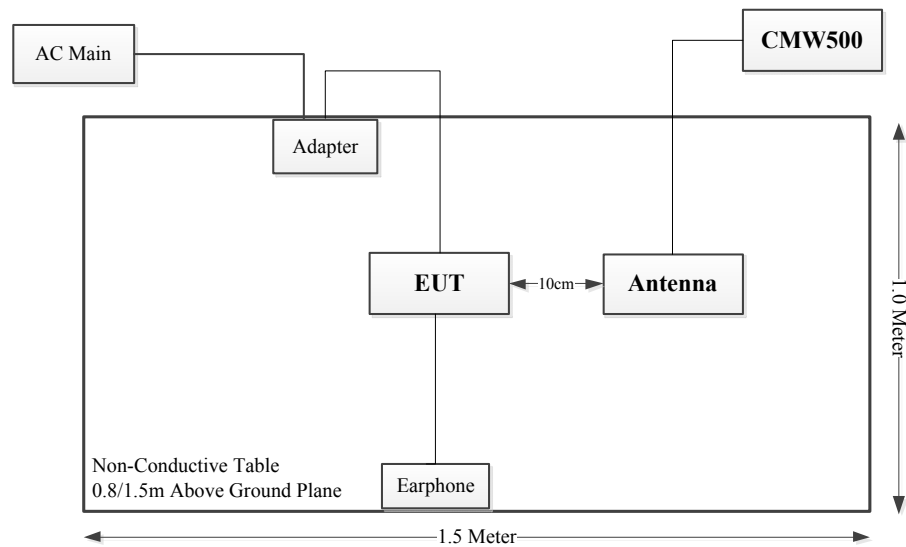 AC Main
CMW500
Adapter
EUT
10cm
Antenna
1.0 Meter
Non-Conductive Table
0.8/1.5m Above Ground Plane
Earphone
1.5 Meter